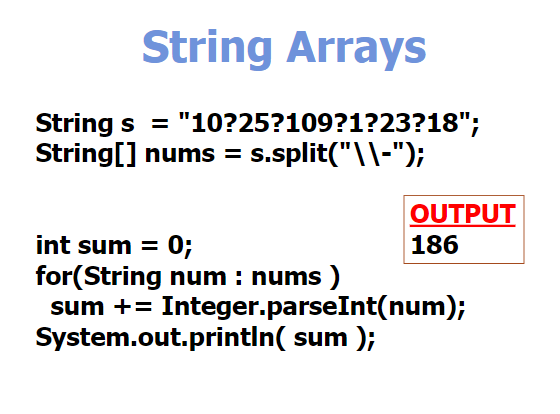 String Arrays
String s  = "10?25?109?1?23?18";
String[] nums = s.split("\\-");
OUTPUT
186
int sum = 0;
for(String num : nums )
  sum += Integer.parseInt(num);
System.out.println( sum );